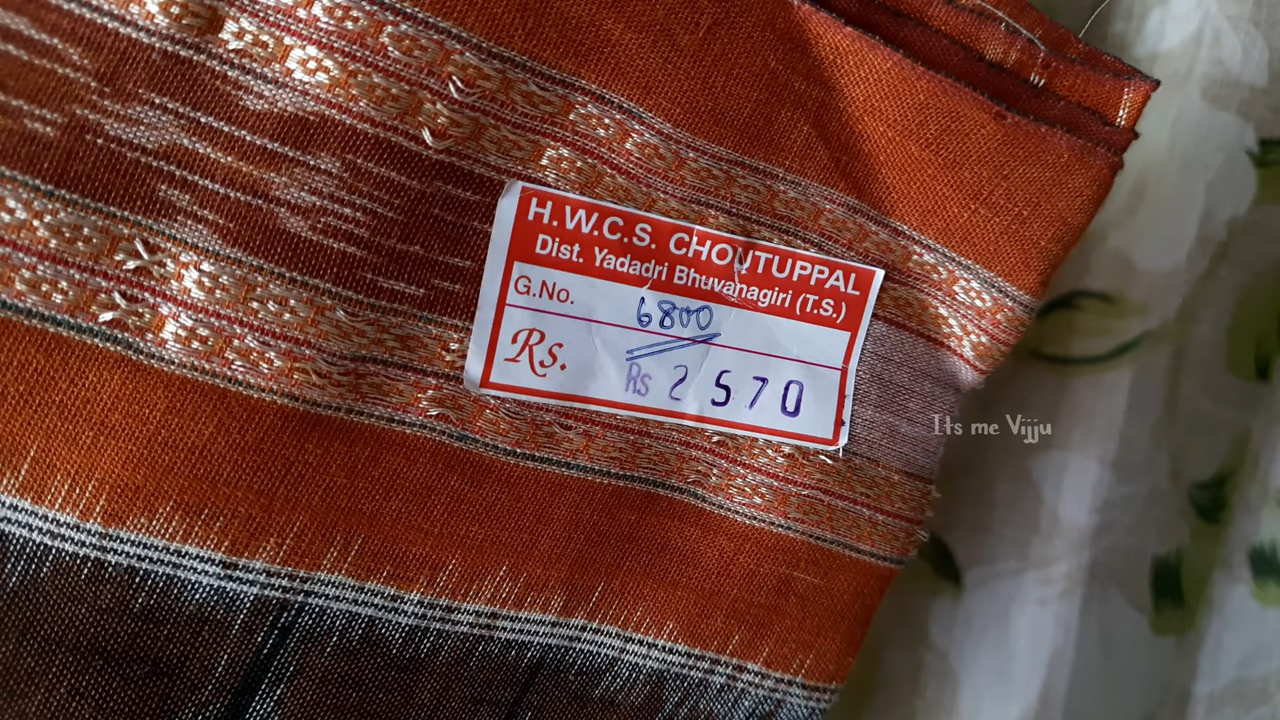 H.W.C.S. CHOUTUPPAL
Dist. Yadadri Bhuvanagiri (T.S.)
G.No. 6800
Rs. Rs 2570
Its me Vijju